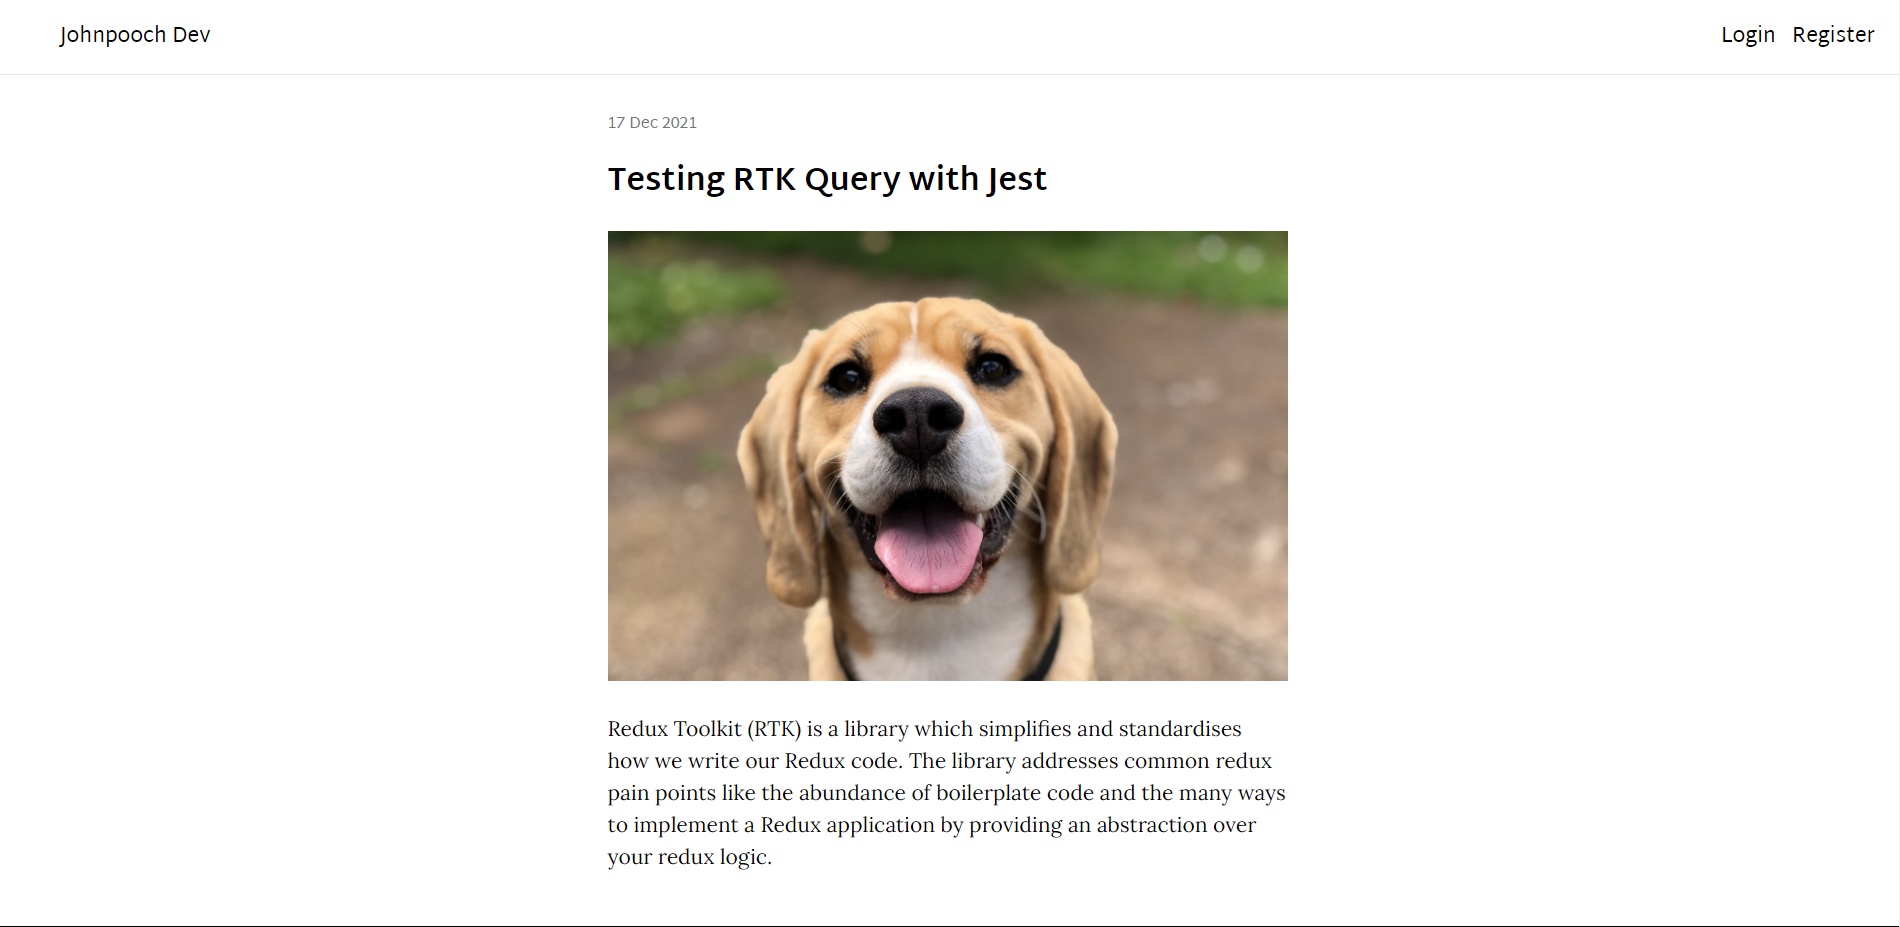 Johnpooch Dev
Login Register
17 Dec 2021
Testing RTK Query with Jest
Redux Toolkit (RTK) is a library which simplifies and standardises
how we write our Redux code. The library addresses common redux
pain points like the abundance of boilerplate code and the many ways
to implement a Redux application by providing an abstraction over
your redux logic.